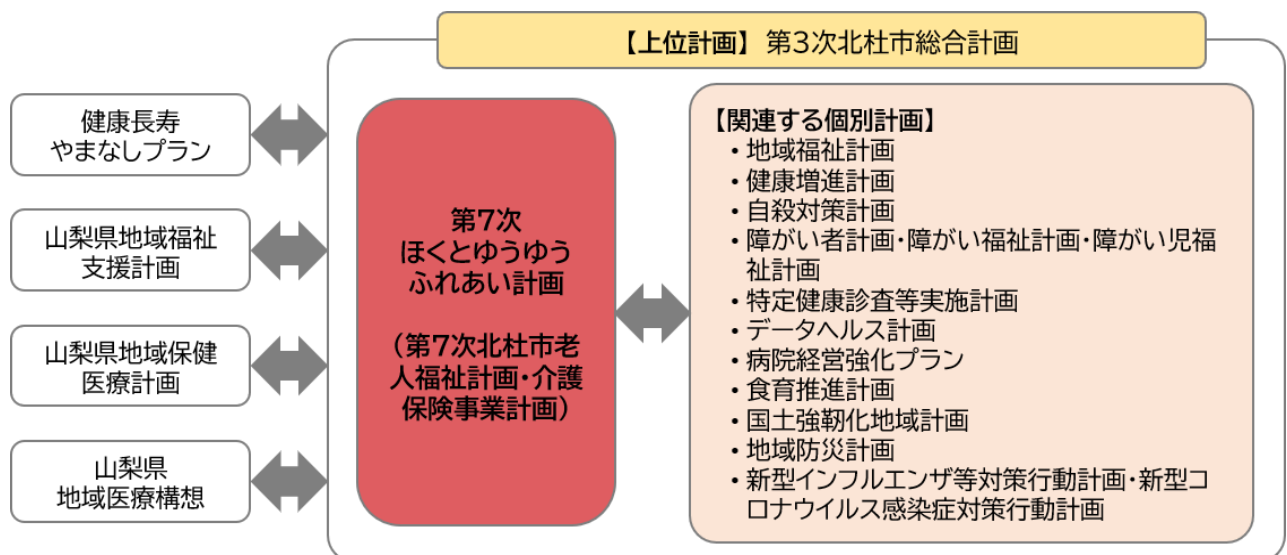 【上位計画】 第3次北杜市総合計画
健康長寿
やまなしプラン
山梨県地域福祉
支援計画
山梨県地域保健
医療計画
山梨県
地域医療構想
第7次
ほくとゆうゆう
ふれあい計画
(第7次北杜市老
人福祉計画・介護
保険事業計画)
【関連する個別計画】
・地域福祉計画
・健康増進計画
・自殺対策計画
・障がい者計画・障がい福祉計画・障がい児福
祉計画
・特定健康診査等実施計画
・データヘルス計画
・病院経営強化プラン
・食育推進計画
・国土強靭化地域計画
・地域防災計画
・新型インフルエンザ等対策行動計画・新型コ
ロナウイルス感染症対策行動計画